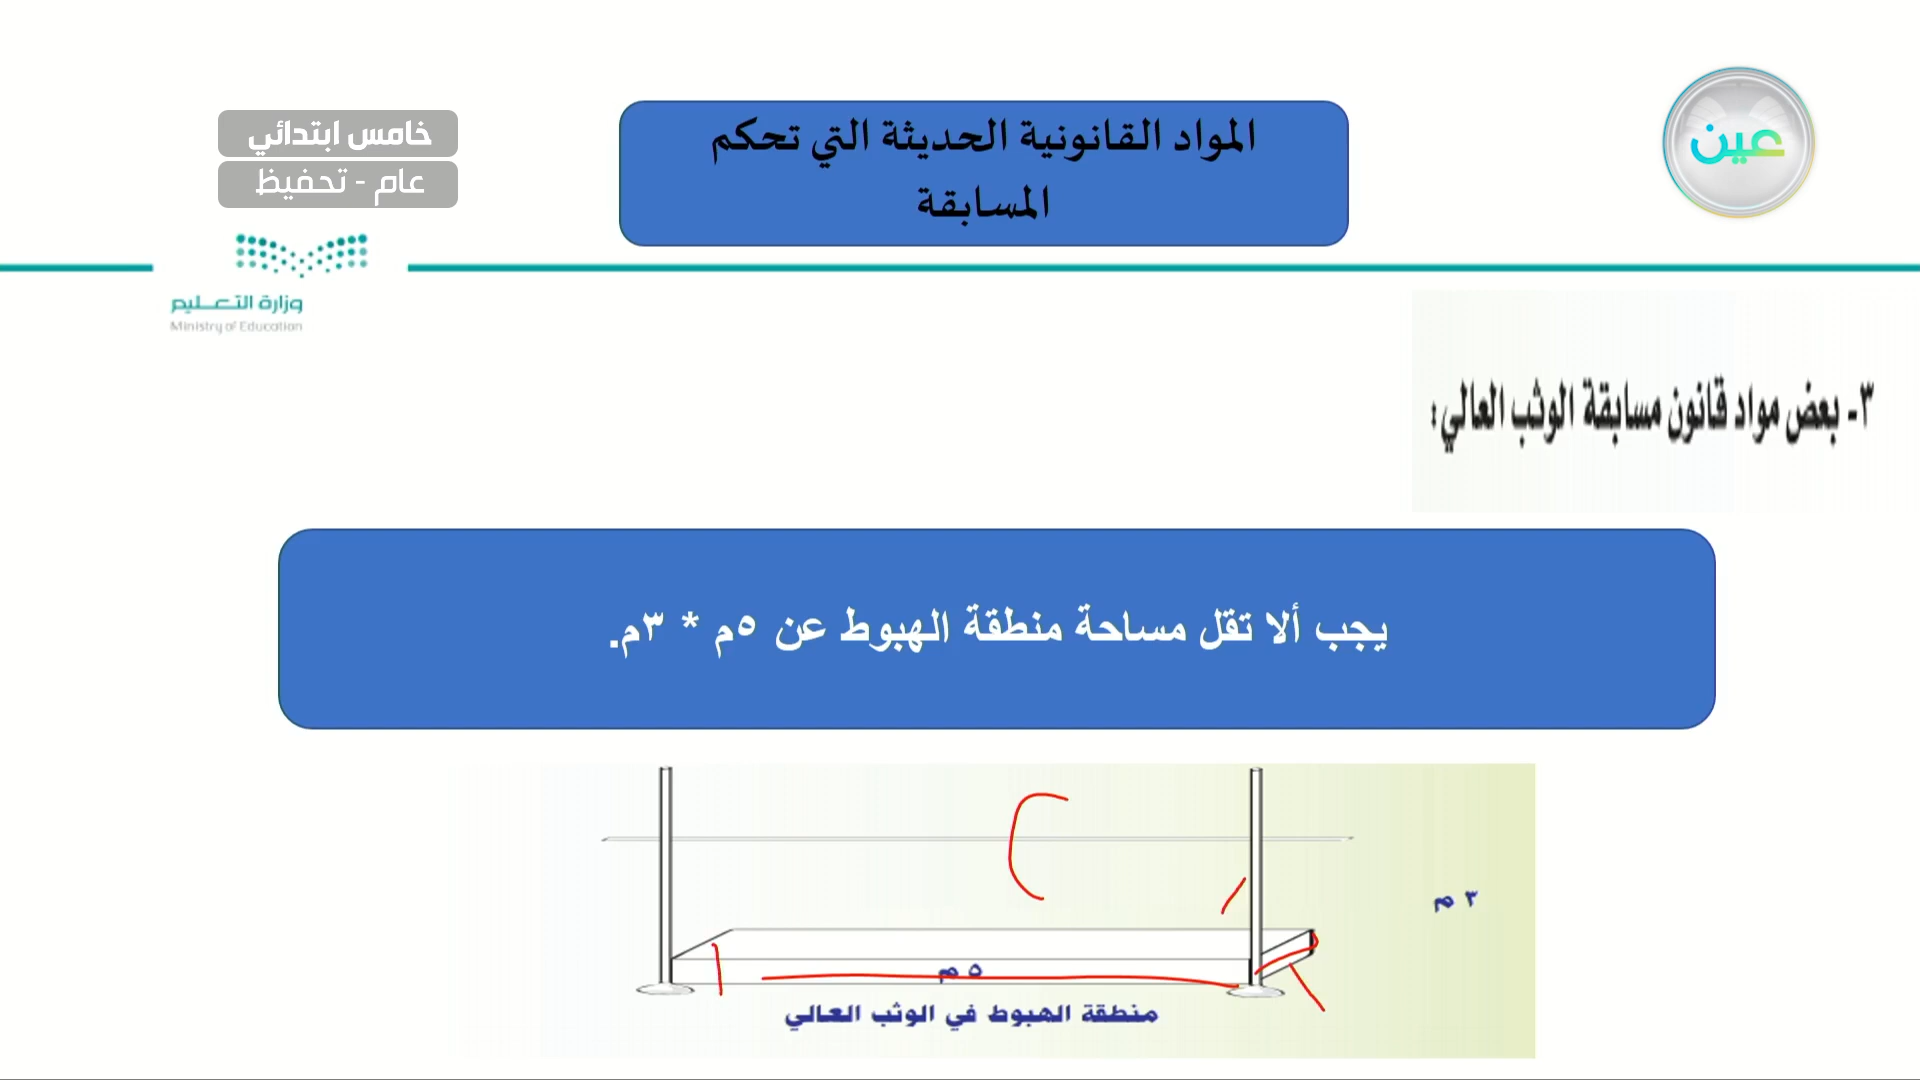 خامس ابتدائي
عام - تحفيظ
المواد القانونية الحديثة التي تحكم
المسابقة
عين
وزارة التعليم
Ministry of Education
٣- بعض مواد قانون مسابقة الوثب العالي:
يجب ألا تقل مساحة منطقة الهبوط عن ٥م * ٣م.
٣ م
٥ م
منطقة الهبوط في الوثب العالي